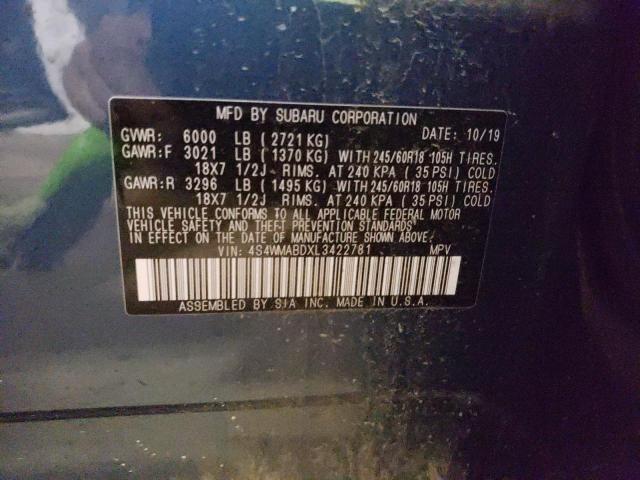 MFD BY SUBARU CORPORATION
GVWR: 6000 LB (2721 KG) DATE: 10/19
GAWR:F 3021 LB (1370 KG) WITH 245/60R18 105H TIRES.
18X7 1/2J RIMS. AT 240 KPA (35 PSI) COLD
GAWR:R 3296 LB (1495 KG) WITH 245/60R18 105H TIRES.
18X7 1/2J RIMS. AT 240 KPA (35 PSI) COLD
THIS VEHICLE CONFORMS TO ALL APPLICABLE FEDERAL MOTOR
VEHICLE SAFETY AND THEFT PREVENTION STANDARDS
IN EFFECT ON THE DATE OF MANUFACTURE SHOWN ABOVE.
VIN: 4S4WMABDXL3422781 MPV
ASSEMBLED BY SIA INC. MADE IN U.S.A.